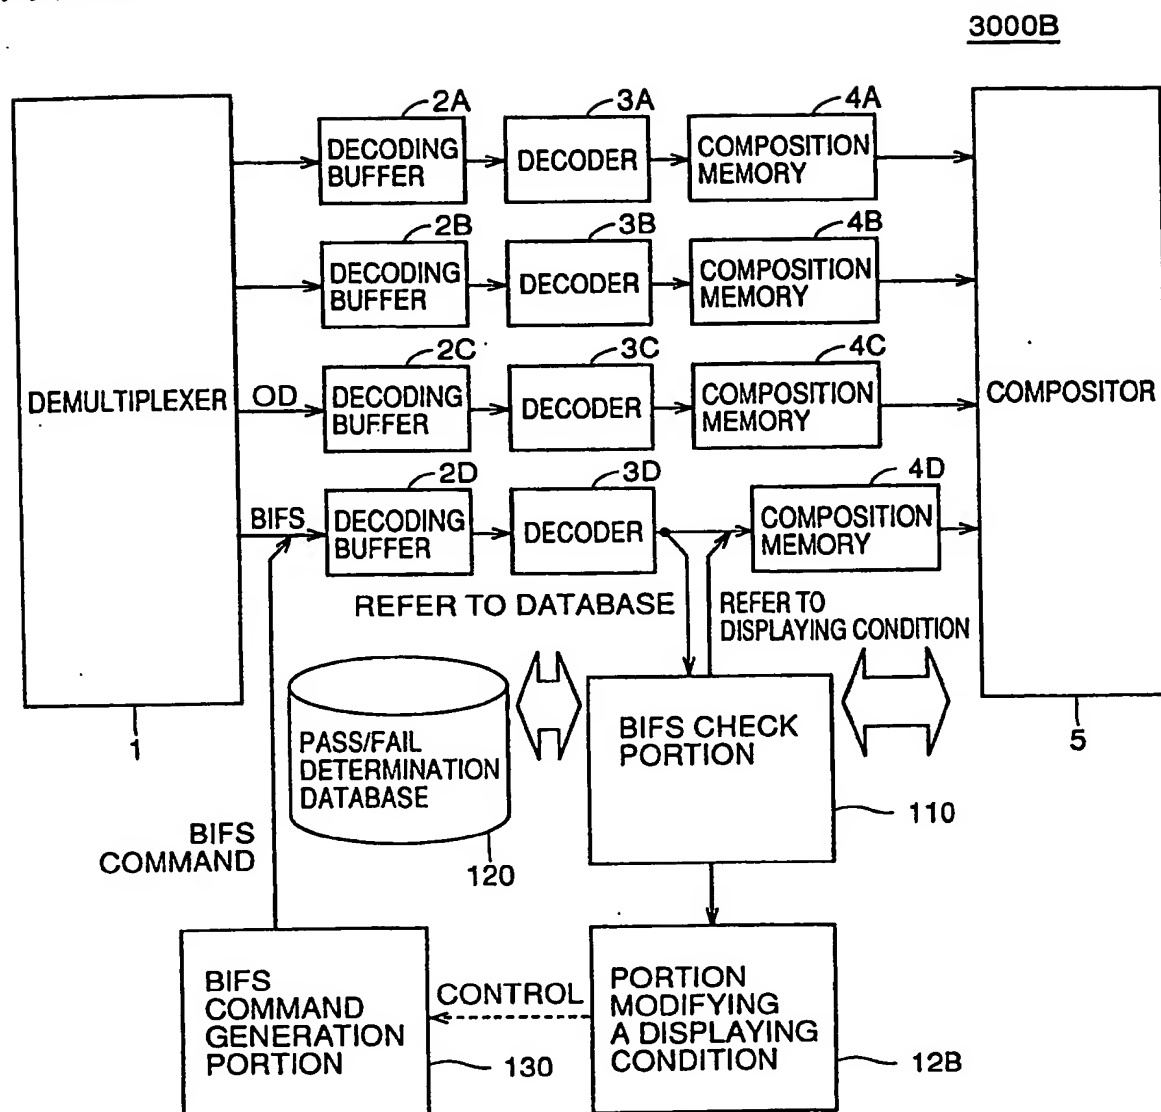 3000B
2A
3A
4A
DECODING
BUFFER
DECODER
COMPOSITION
MEMORY
2B
3B
4B
DECODING
BUFFER
DECODER
COMPOSITION
MEMORY
2C
3C
4C
DEMULTIPLEXER
OD
DECODING
BUFFER
DECODER
COMPOSITION
MEMORY
COMPOSITOR
2D
3D
4D
BIFS
DECODING
BUFFER
DECODER
COMPOSITION
MEMORY
REFER TO DATABASE
REFER TO
DISPLAYING CONDITION
1
PASS/FAIL
DETERMINATION
DATABASE
BIFS CHECK
PORTION
5
110
BIFS
COMMAND
120
BIFS
COMMAND
GENERATION
PORTION
CONTROL
PORTION
MODIFYING
A DISPLAYING
CONDITION
130
12B